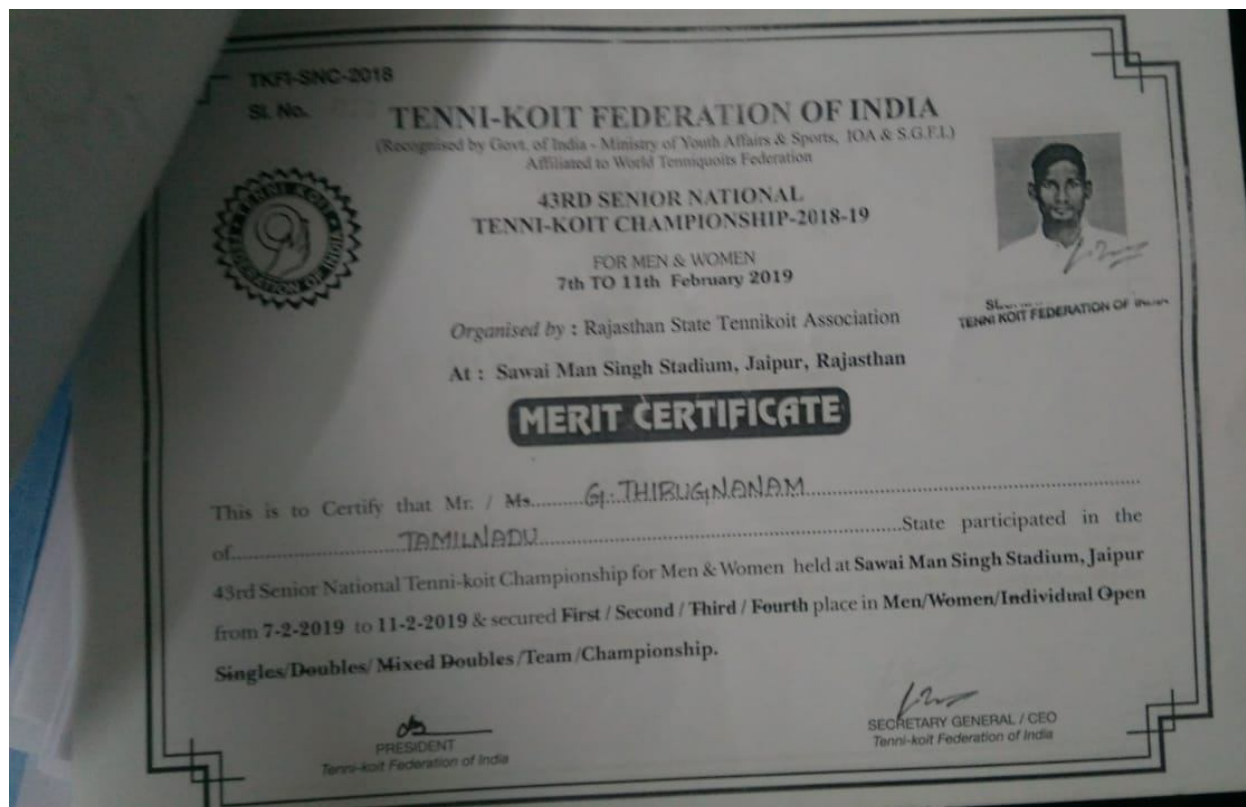 TKFI-SNC-2018
Sl. No.
TENNI-KOIT FEDERATION OF INDIA
(Recognised by Govt. of India - Ministry of Youth Affairs & Sports, IOA & S.G.F.I.)
Affiliated to World Tenniquoits Federation
TENNI KOIT FEDERATION OF INDIA
43RD SENIOR NATIONAL
TENNI-KOIT CHAMPIONSHIP-2018-19
FOR MEN & WOMEN
7th TO 11th February 2019
Organised by : Rajasthan State Tennikoit Association
TENNI KOIT FEDERATION OF
At : Sawai Man Singh Stadium, Jaipur, Rajasthan
MERIT CERTIFICATE
This is to Certify that Mr. / Ms..........G. THIRUGNANAM..........
of..........TAMILNADU..........State participated in the
43rd Senior National Tenni-koit Championship for Men & Women held at Sawai Man Singh Stadium, Jaipur
from 7-2-2019 to 11-2-2019 & secured First / Second / Third / Fourth place in Men/Women/Individual Open
Singles/Doubles/ Mixed Doubles /Team /Championship.
PRESIDENT
Tenni-koit Federation of India
SECRETARY GENERAL / CEO
Tenni-koit Federation of India